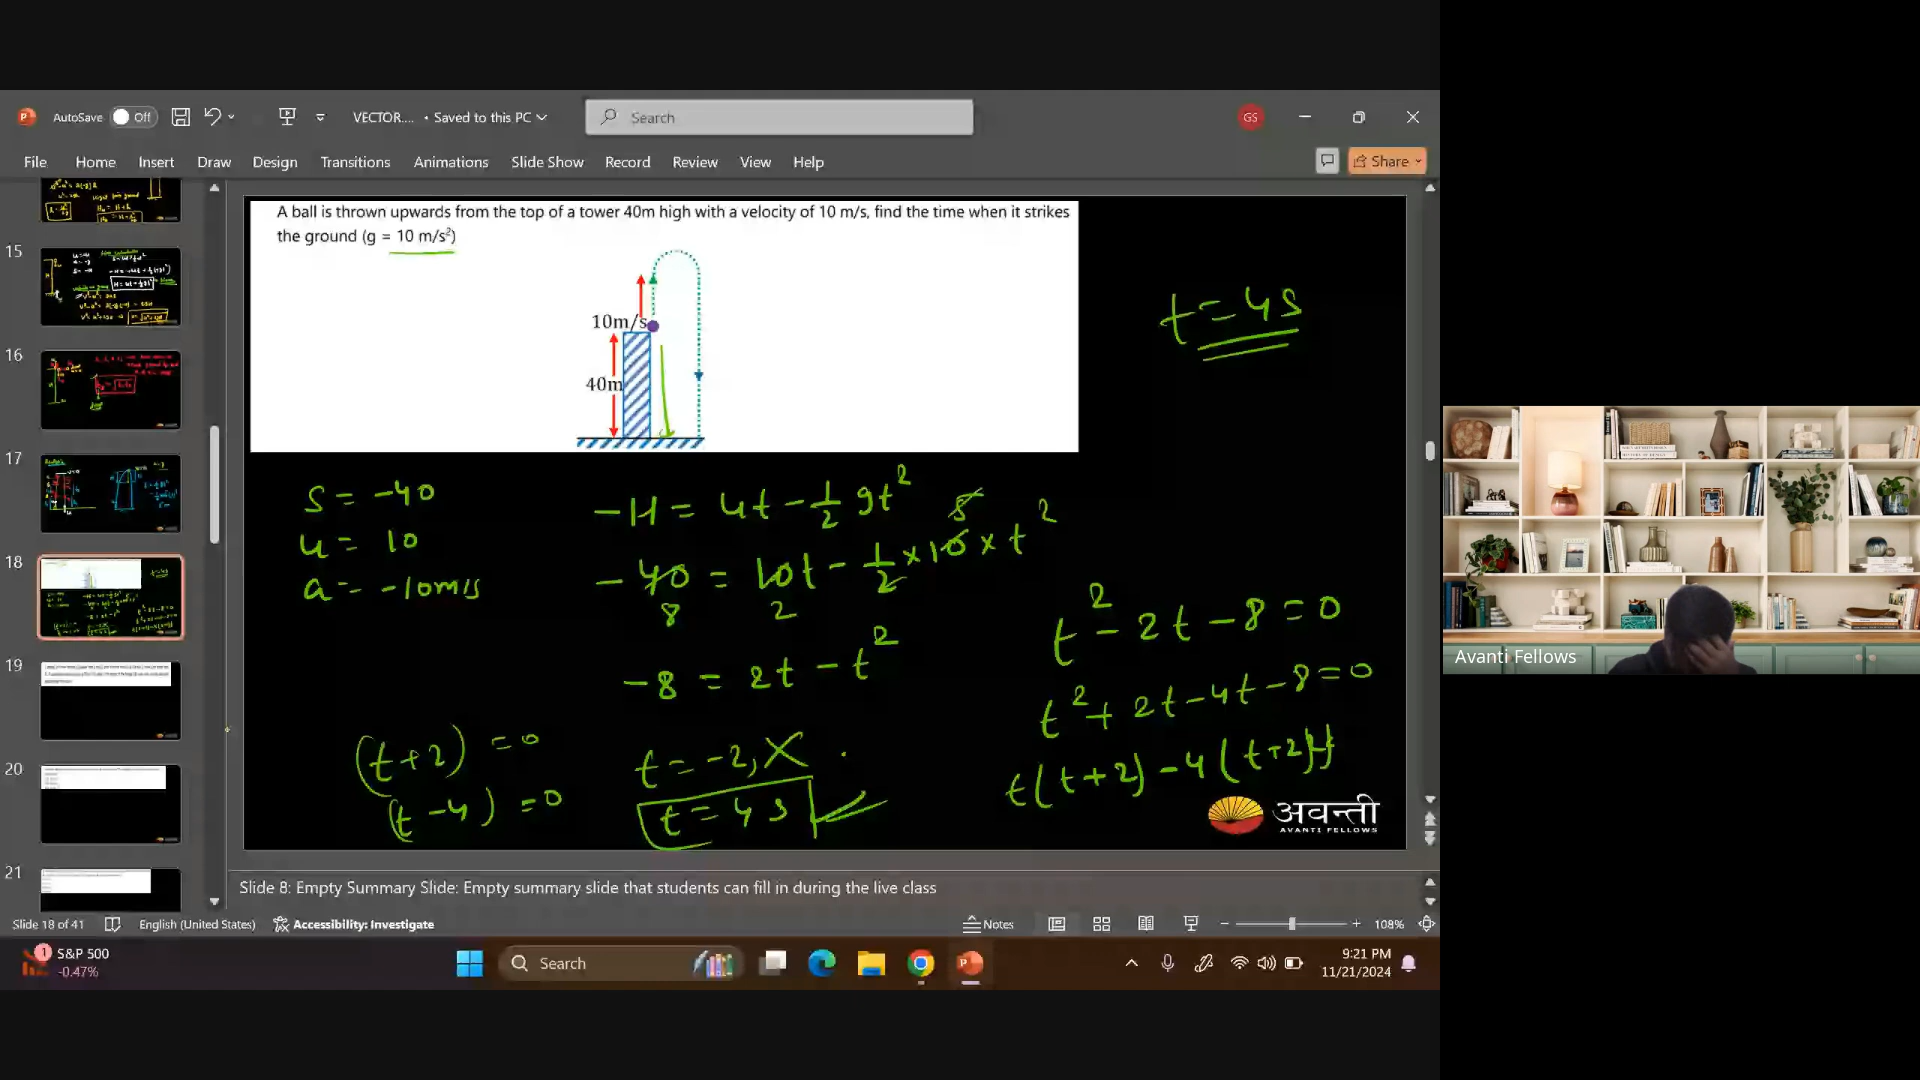 AutoSave Off VECTOR.... • Saved to this PC Search GS
File Home Insert Draw Design Transitions Animations Slide Show Record Review View Help Share
15
16
17
18
19
20
21
A ball is thrown upwards from the top of a tower 40m high with a velocity of 10 m/s, find the time when it strikes
the ground (g = 10 m/s²)
10m/s
40m
t = 4s
S = -40
u = 10
a = -10m/s
-H = ut - 1/2 gt²
5
-40 = 10t - 1/2 × 10 × t²
8 2
-8 = 2t - t²
t² - 2t - 8 = 0
t² + 2t - 4t - 8 = 0
t(t+2) - 4(t+2)
(t+2) = 0
(t-4) = 0
t = -2, X
t = 4s
अवन्ती
AVANTI FELLOWS
Avanti Fellows
Slide 8: Empty Summary Slide: Empty summary slide that students can fill in during the live class
Slide 18 of 41 English (United States) Accessibility: Investigate Notes 108%
1 S&P 500
-0.47%
Search
9:21 PM
11/21/2024